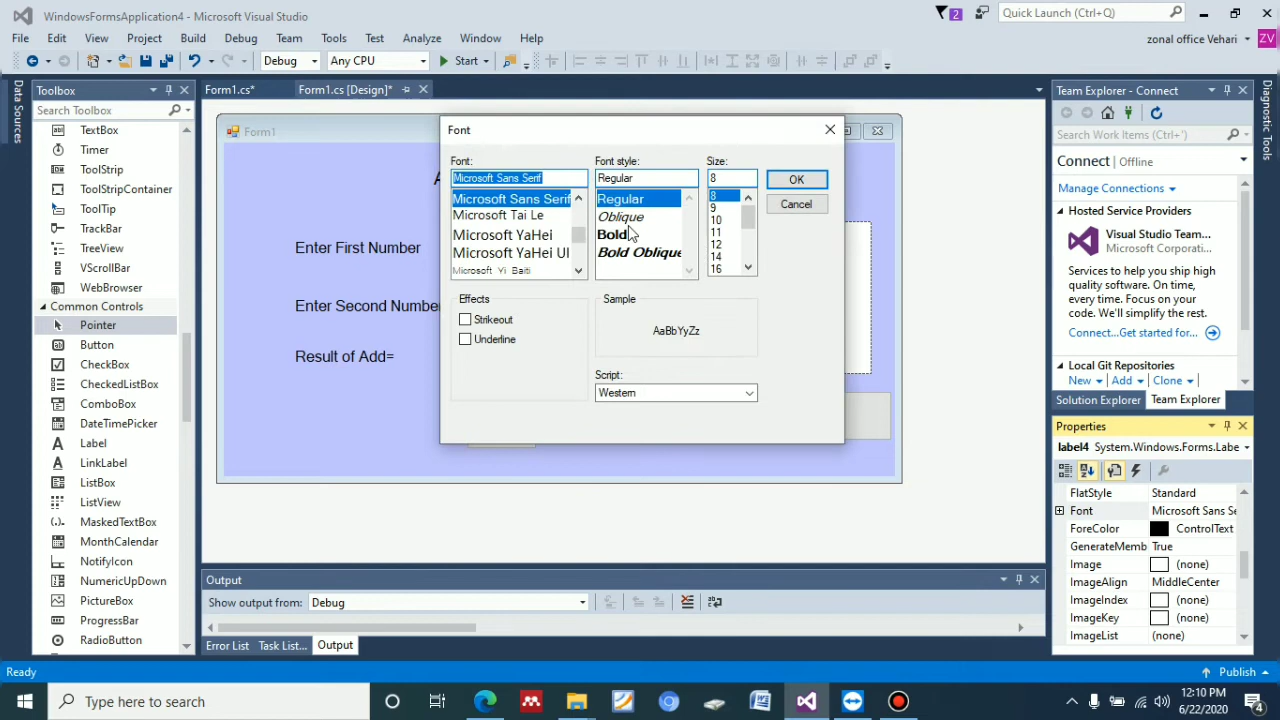 WindowsFormsApplication4 - Microsoft Visual Studio
2
Quick Launch (Ctrl+Q)
File Edit View Project Build Debug Team Tools Test Analyze Window Help
zonal office Vehari
ZV
Debug Any CPU Start
Data Sources
Toolbox
Search Toolbox
TextBox
Timer
ToolStrip
ToolStripContainer
ToolTip
TrackBar
TreeView
VScrollBar
WebBrowser
Common Controls
Pointer
Button
CheckBox
CheckedListBox
ComboBox
DateTimePicker
Label
LinkLabel
ListBox
ListView
MaskedTextBox
MonthCalendar
NotifyIcon
NumericUpDown
PictureBox
ProgressBar
RadioButton
Form1.cs*
Form1.cs [Design]*
Form1
Enter First Number
Enter Second Number
Result of Add=
Font
Font:
Microsoft Sans Serif
Microsoft Sans Serif
Microsoft Tai Le
Microsoft YaHei
Microsoft YaHei UI
Microsoft Yi Baiti
Font style:
Regular
Regular
Oblique
Bold
Bold Oblique
Size:
8
8
9
10
11
12
14
16
OK
Cancel
Effects
Strikeout
Underline
Sample
AaBbYyZz
Script:
Western
Output
Show output from: Debug
Error List Task List... Output
Team Explorer - Connect
Search Work Items (Ctrl+')
Connect Offline
Manage Connections
Hosted Service Providers
Visual Studio Team...
Microsoft Corporati...
Services to help you ship high
quality software. On time,
every time. Focus on your
code. We'll simplify the rest.
Connect... Get started for...
Local Git Repositories
New Add Clone
Solution Explorer Team Explorer
Diagnostic Tools
Properties
label4 System.Windows.Forms.Labe
FlatStyle Standard
Font Microsoft Sans Se
ForeColor ControlText
GenerateMemb True
Image (none)
ImageAlign MiddleCenter
ImageIndex (none)
ImageKey (none)
ImageList (none)
Ready
Publish
Type here to search
12:10 PM
6/22/2020
4